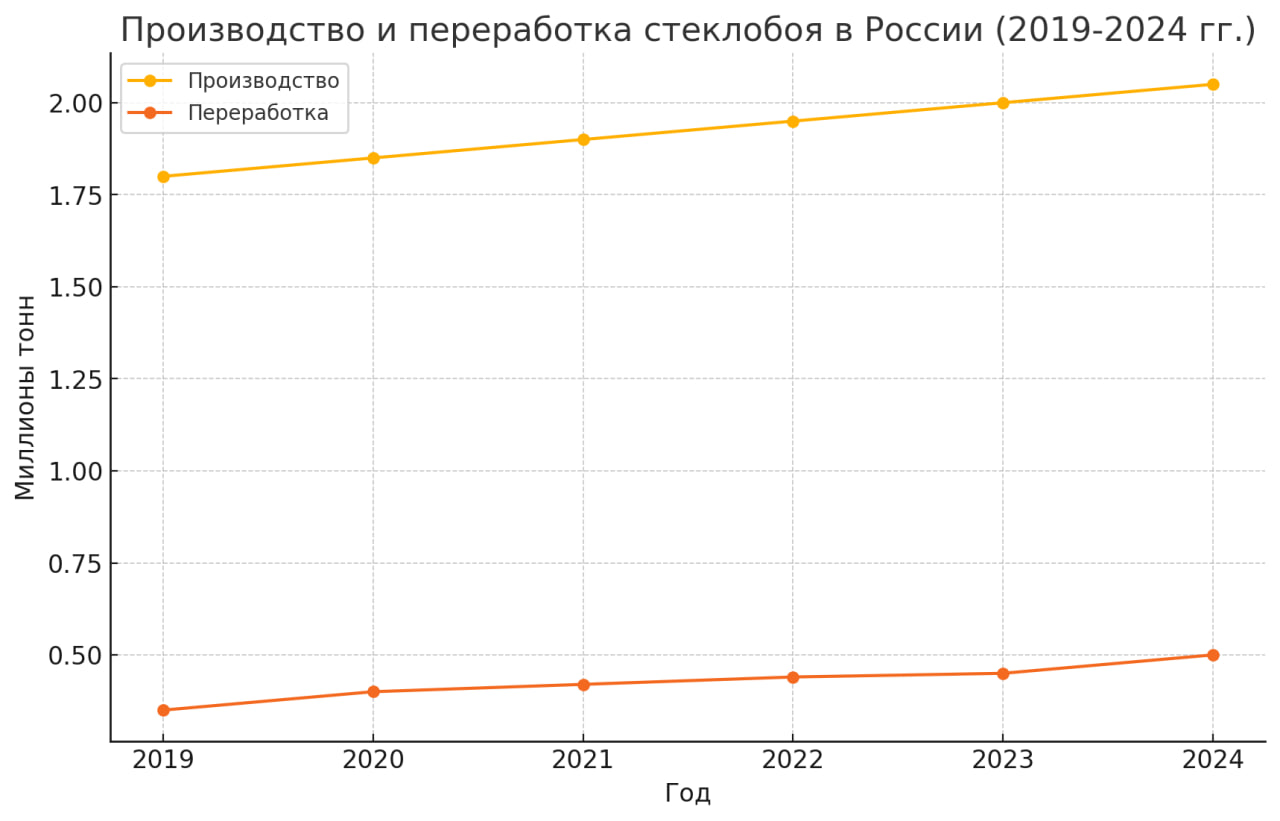 Производство и переработка стеклобоя в России (2019-2024 гг.)
Производство
Переработка
2.00
1.75
1.50
1.25
1.00
0.75
0.50
Миллионы тонн
2019 2020 2021 2022 2023 2024
Год